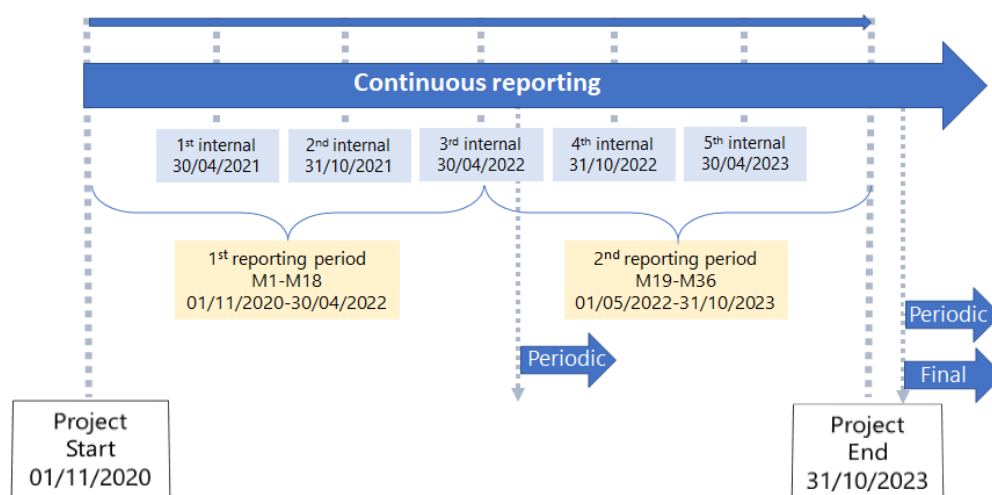 Continuous reporting
1st internal
30/04/2021
2nd internal
31/10/2021
3rd internal
30/04/2022
4th internal
31/10/2022
5th internal
30/04/2023
1st reporting period
M1-M18
01/11/2020-30/04/2022
2nd reporting period
M19-M36
01/05/2022-31/10/2023
Periodic
Periodic
Final
Project
Start
01/11/2020
Project
End
31/10/2023